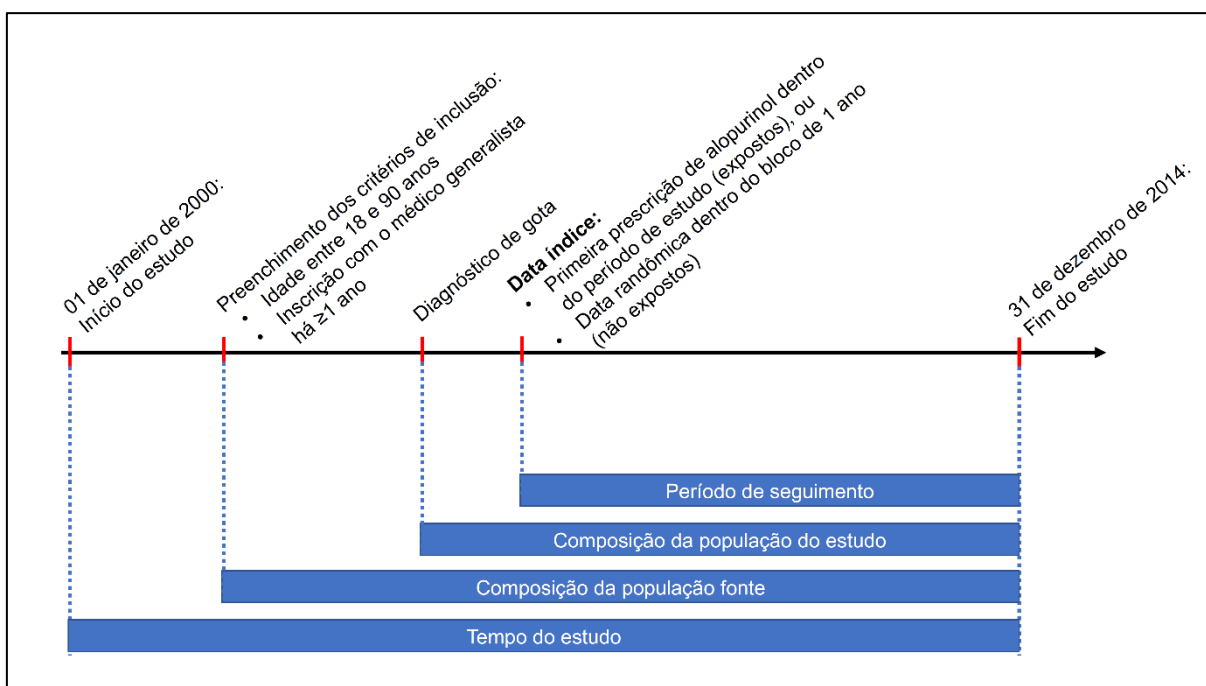 01 de janeiro de 2000:
Início do estudo
Preenchimento dos critérios de inclusão:
• Idade entre 18 e 90 anos
• Inscrição com o médico generalista
há ≥1 ano
Diagnóstico de gota
Data índice:
• Primeira prescrição de alopurinol dentro
do período de estudo (expostos), ou
• Data randômica dentro do bloco de 1 ano
(não expostos)
31 de dezembro de 2014:
Fim do estudo
Período de seguimento
Composição da população do estudo
Composição da população fonte
Tempo do estudo